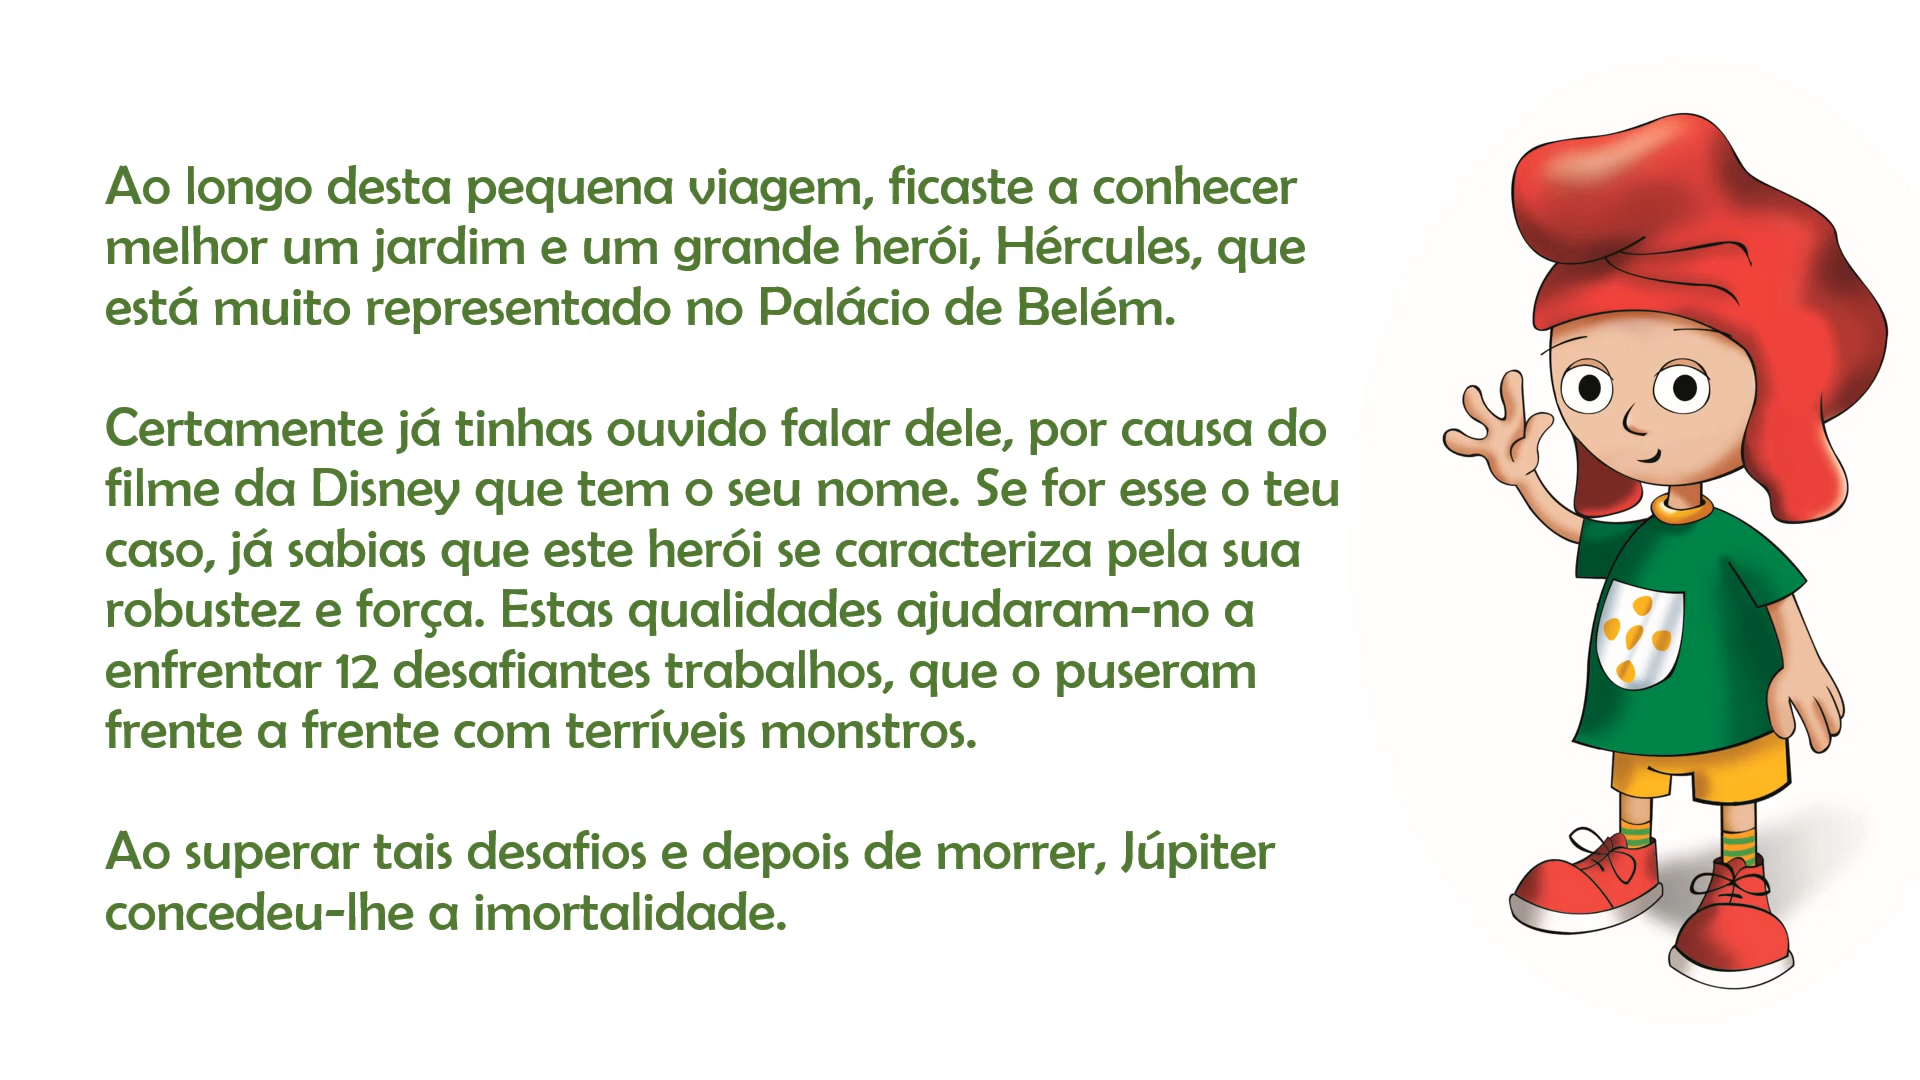 Ao longo desta pequena viagem, ficaste a conhecer
melhor um jardim e um grande herói, Hércules, que
está muito representado no Palácio de Belém.
Certamente já tinhas ouvido falar dele, por causa do
filme da Disney que tem o seu nome. Se for esse o teu
caso, já sabias que este herói se caracteriza pela sua
robustez e força. Estas qualidades ajudaram-no a
enfrentar 12 desafiantes trabalhos, que o puseram
frente a frente com terríveis monstros.
Ao superar tais desafios e depois de morrer, Júpiter
concedeu-lhe a imortalidade.